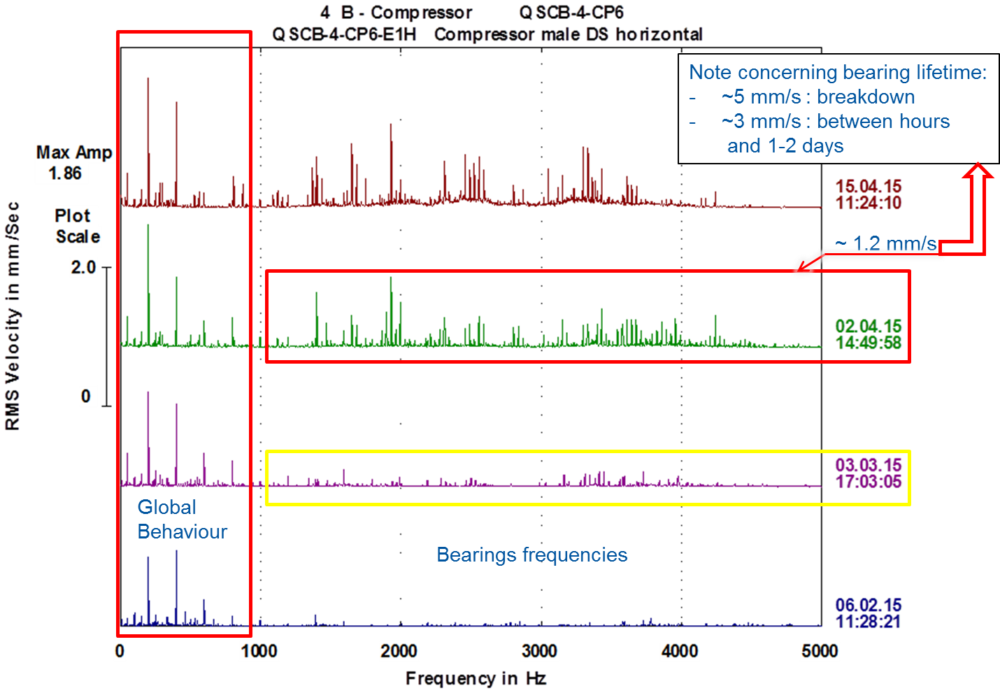 4 B - Compressor QSCB-4-CP6
QSCB-4-CP6-E1H Compressor male DS horizontal
Note concerning bearing lifetime:
- ~5 mm/s : breakdown
- ~3 mm/s : between hours
and 1-2 days
Max Amp
1.86
15.04.15
11:24:10
Plot
Scale
~ 1.2 mm/s
2.0
RMS Velocity in mm/Sec
02.04.15
14:49:58
0
03.03.15
17:03:05
Global
Behaviour
Bearings frequencies
06.02.15
11:28:21
0 1000 2000 3000 4000 5000
Frequency in Hz